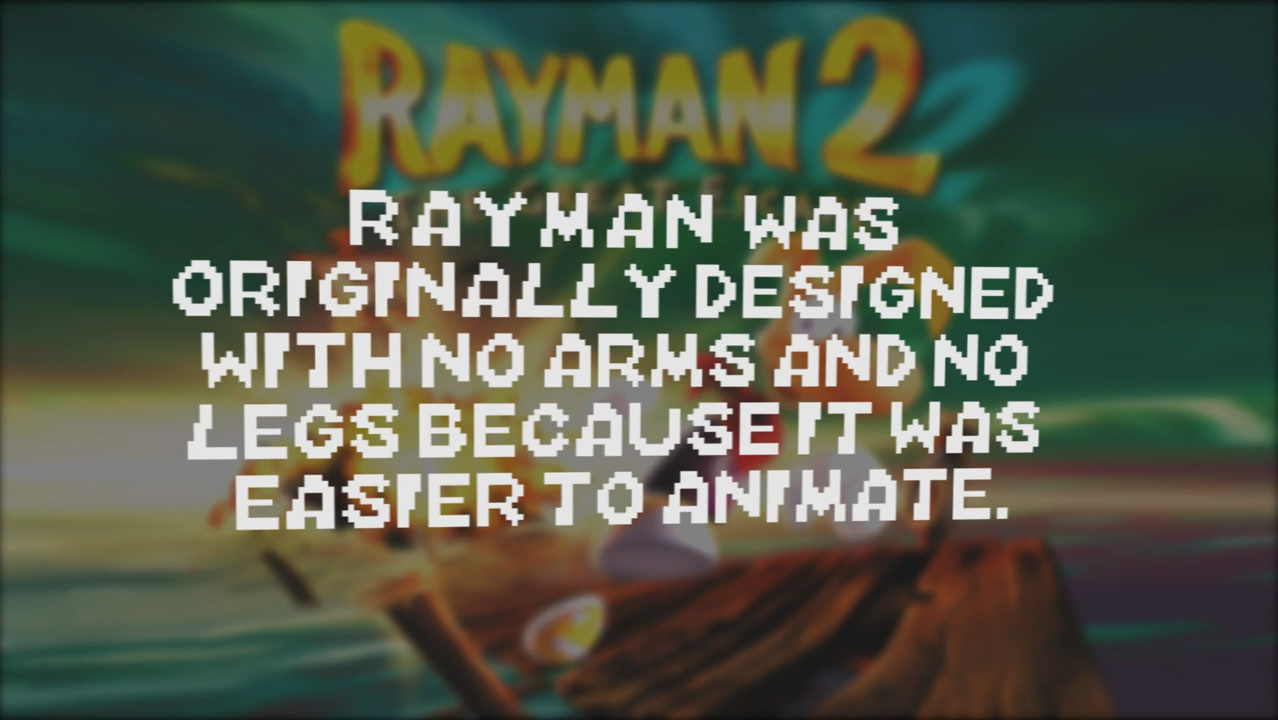 RAYMAN 2
RAYMAN WAS
ORIGINALLY DESIGNED
WITH NO ARMS AND NO
LEGS BECAUSE IT WAS
EASIER TO ANIMATE.